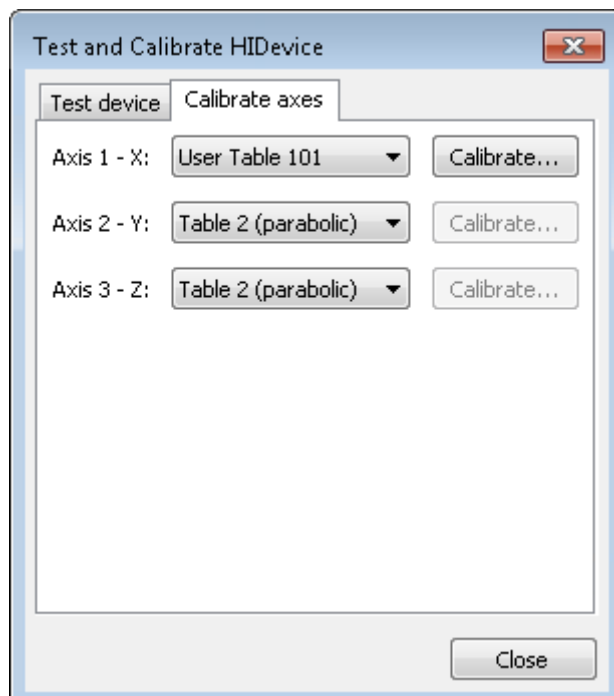 Test and Calibrate HIDevice
Test device Calibrate axes
Axis 1 - X: User Table 101 Calibrate...
Axis 2 - Y: Table 2 (parabolic) Calibrate...
Axis 3 - Z: Table 2 (parabolic) Calibrate...
Close